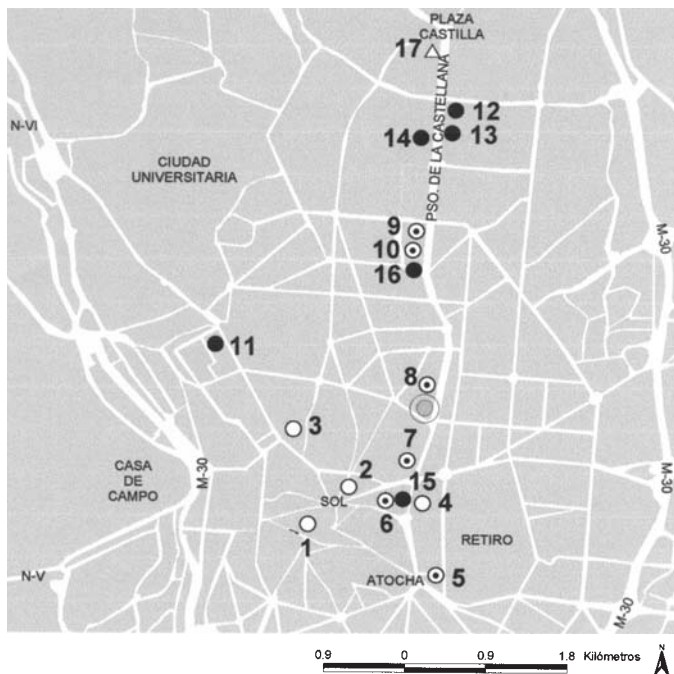 PLAZA
CASTILLA
17
PSO. DE LA CASTELLANA
12
14
13
N-VI
CIUDAD
UNIVERSITARIA
9
10
16
M-30
11
8
3
7
CASA
DE
CAMPO
M-30
2
15
M-30
SOL
6
4
1
RETIRO
N-V
ATOCHA
5
M-30
0.9 0 0.9 1.8 Kilómetros
N